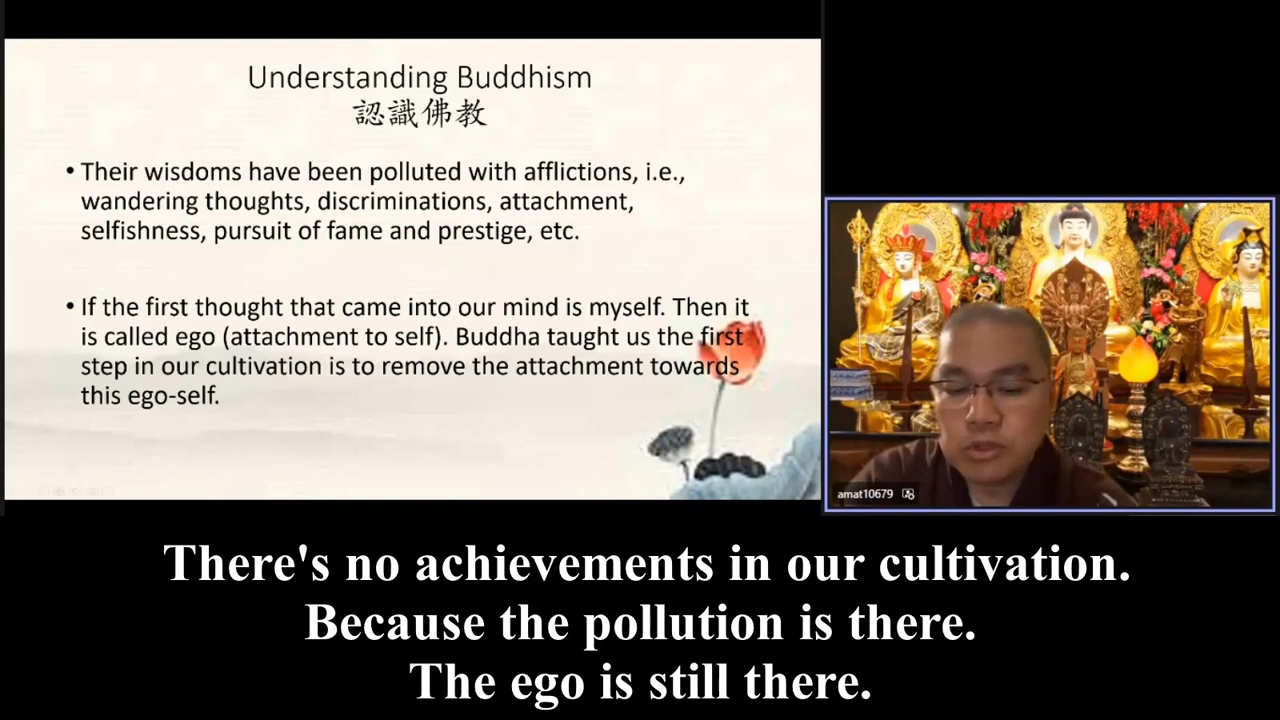 Understanding Buddhism
認識佛教
• Their wisdoms have been polluted with afflictions, i.e.,
wandering thoughts, discriminations, attachment,
selfishness, pursuit of fame and prestige, etc.
• If the first thought that came into our mind is myself. Then it
is called ego (attachment to self). Buddha taught us the first
step in our cultivation is to remove the attachment towards
this ego-self.
amat10679
There's no achievements in our cultivation.
Because the pollution is there.
The ego is still there.